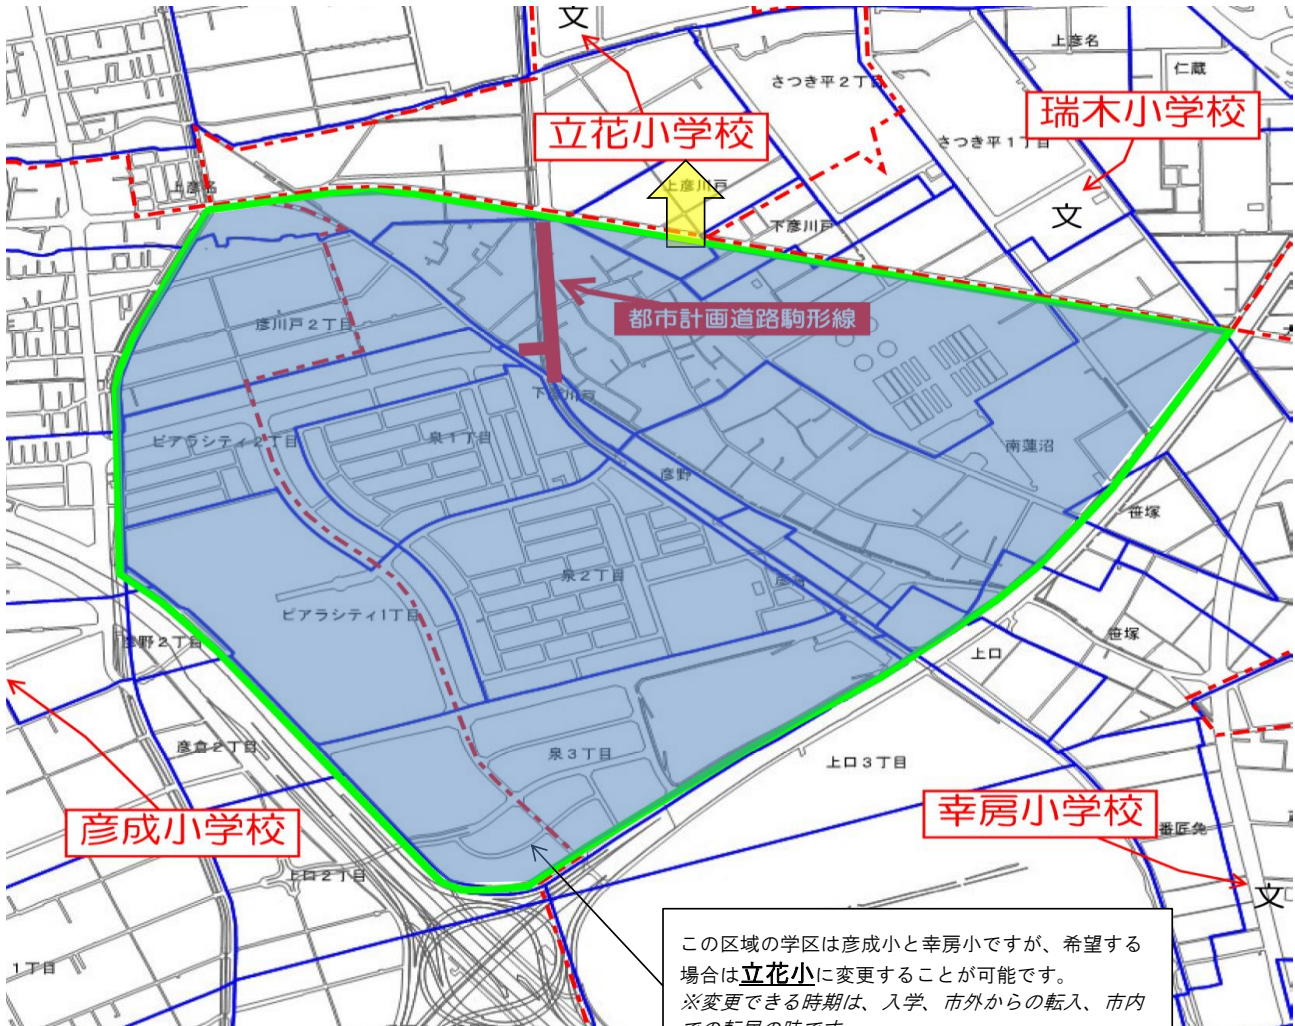 文
上彦名
仁蔵
さつき平２丁目
瑞木小学校
立花小学校
さつき平１丁目
上彦名
上彦川戸
文
下彦川戸
都市計画道路駒形線
彦川戸２丁目
下彦川戸
ピアラシティ２丁目
泉１丁目
南蓮沼
彦野
笹塚
泉２丁目
ピアラシティ1丁目
彦野２丁目
笹塚
上口
彦倉２丁目
泉３丁目
上口３丁目
彦成小学校
幸房小学校
番匠免
上口２丁目
文
1丁目
この区域の学区は彦成小と幸房小ですが、希望する
場合は立花小に変更することが可能です。
※変更できる時期は、入学、市外からの転入、市内
での転居の時です。